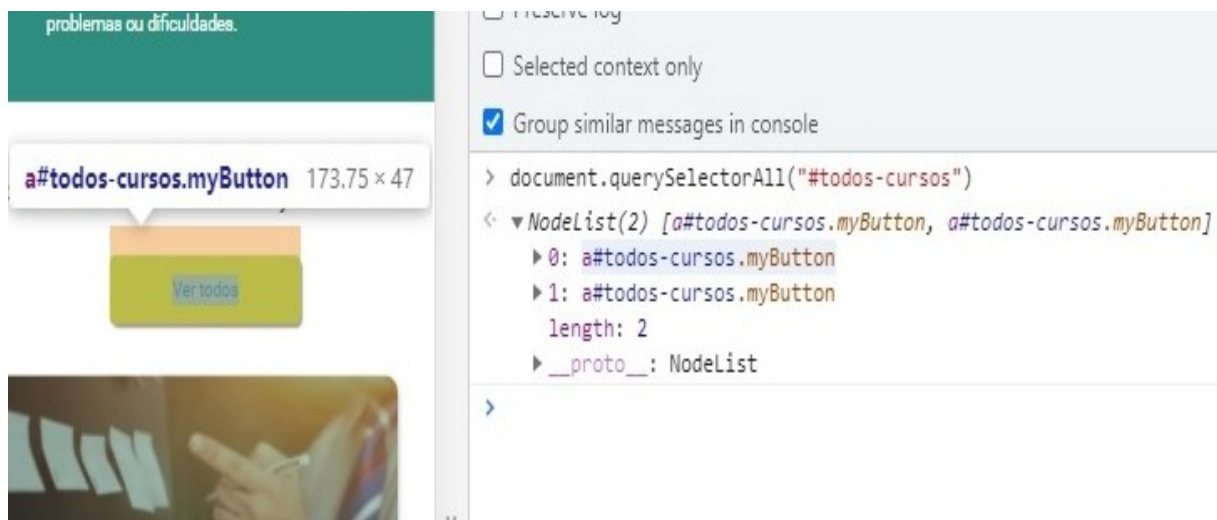 problemas ou dificuldades.
a#todos-cursos.myButton 173.75 × 47
Ver todos
Preserve log
Selected context only
Group similar messages in console
> document.querySelectorAll("#todos-cursos")
<· ▼NodeList(2) [a#todos-cursos.myButton, a#todos-cursos.myButton]
▶0: a#todos-cursos.myButton
▶1: a#todos-cursos.myButton
length: 2
▶__proto__: NodeList
>